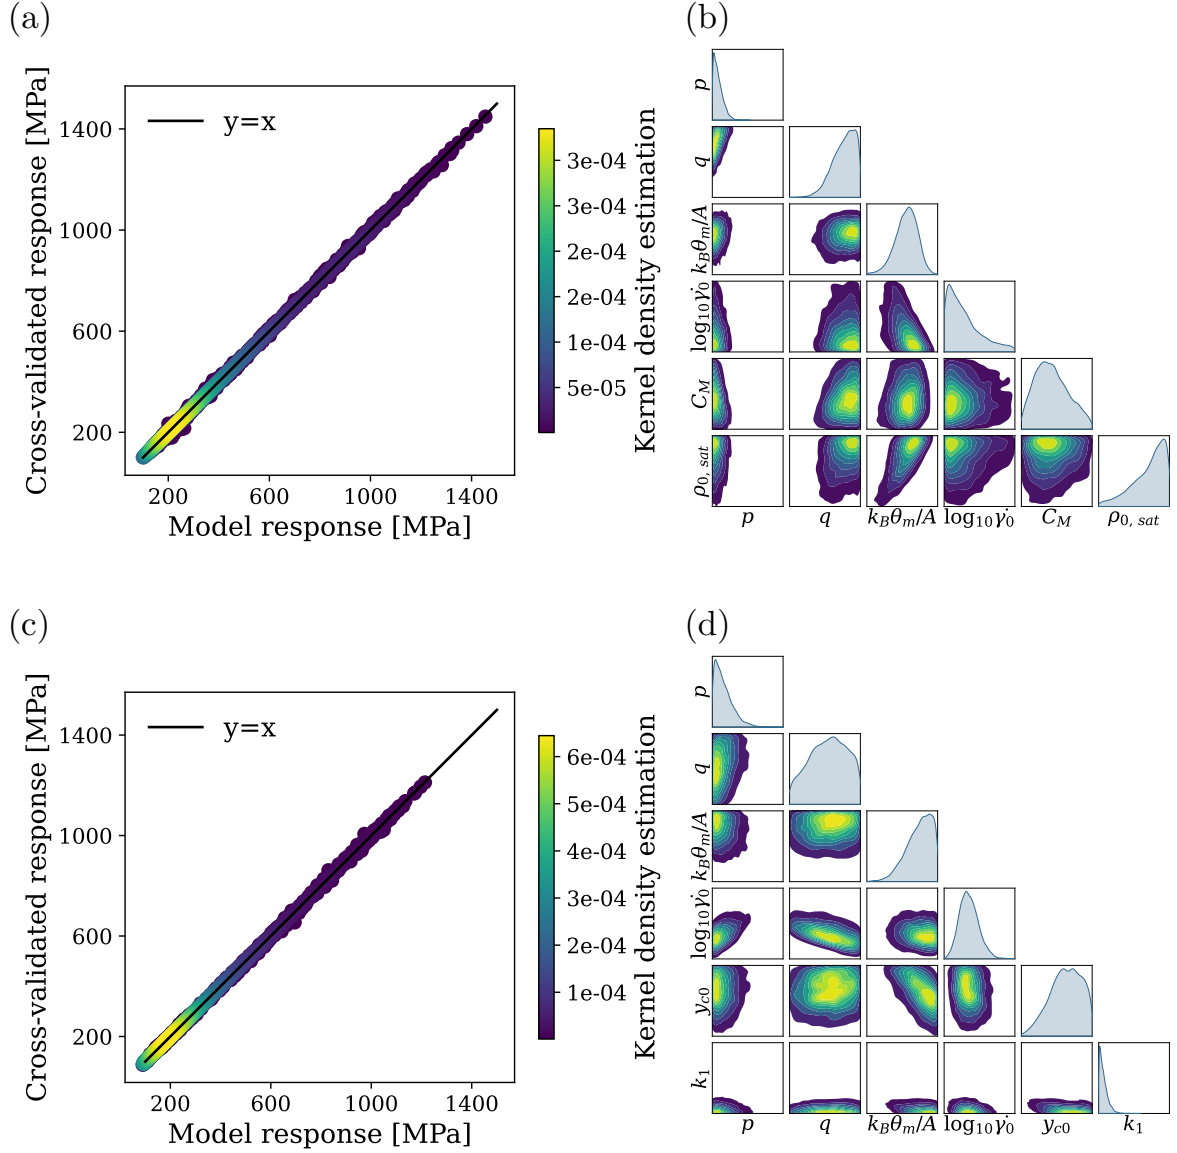 (a)
Cross-validated response [MPa]
1400
1000
600
200
y=x
200 600 1000 1400
Model response [MPa]
3e-04
3e-04
2e-04
2e-04
1e-04
5e-05
Kernel density estimation
(b)
p
q
k_Bθ_m/A
log₁₀γ̇₀
C_M
ρ₀, sat
p q k_Bθ_m/A log₁₀γ̇₀ C_M ρ₀, sat
(c)
Cross-validated response [MPa]
1400
1000
600
200
y=x
200 600 1000 1400
Model response [MPa]
6e-04
5e-04
4e-04
3e-04
2e-04
1e-04
Kernel density estimation
(d)
p
q
k_Bθ_m/A
log₁₀γ̇₀
y_c0
k₁
p q k_Bθ_m/A log₁₀γ̇₀ y_c0 k₁